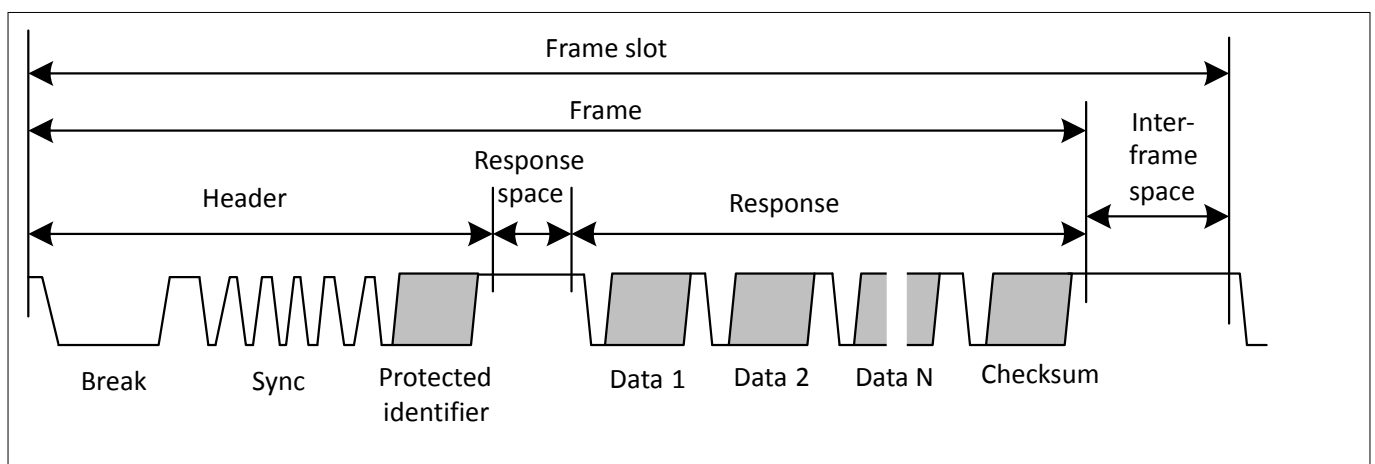 Frame slot
Frame
Inter-
frame
space
Response
space
Header
Response
Break
Sync
Protected
identifier
Data 1
Data 2
Data N
Checksum